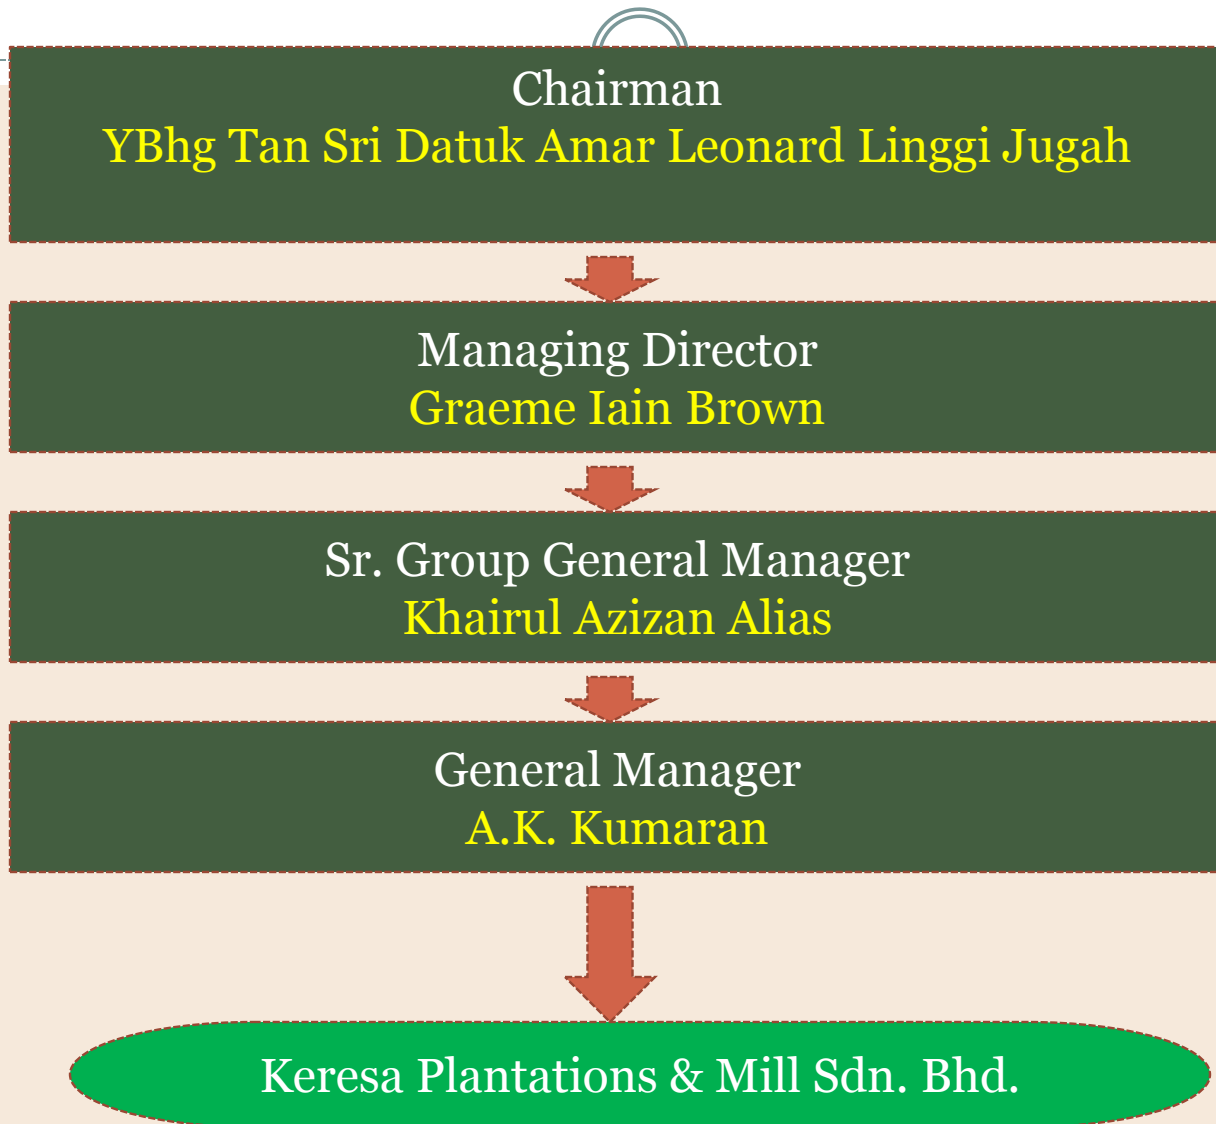 Chairman
YBhg Tan Sri Datuk Amar Leonard Linggi Jugah
Managing Director
Graeme Iain Brown
Sr. Group General Manager
Khairul Azizan Alias
General Manager
A.K. Kumaran
Keresa Plantations & Mill Sdn. Bhd.